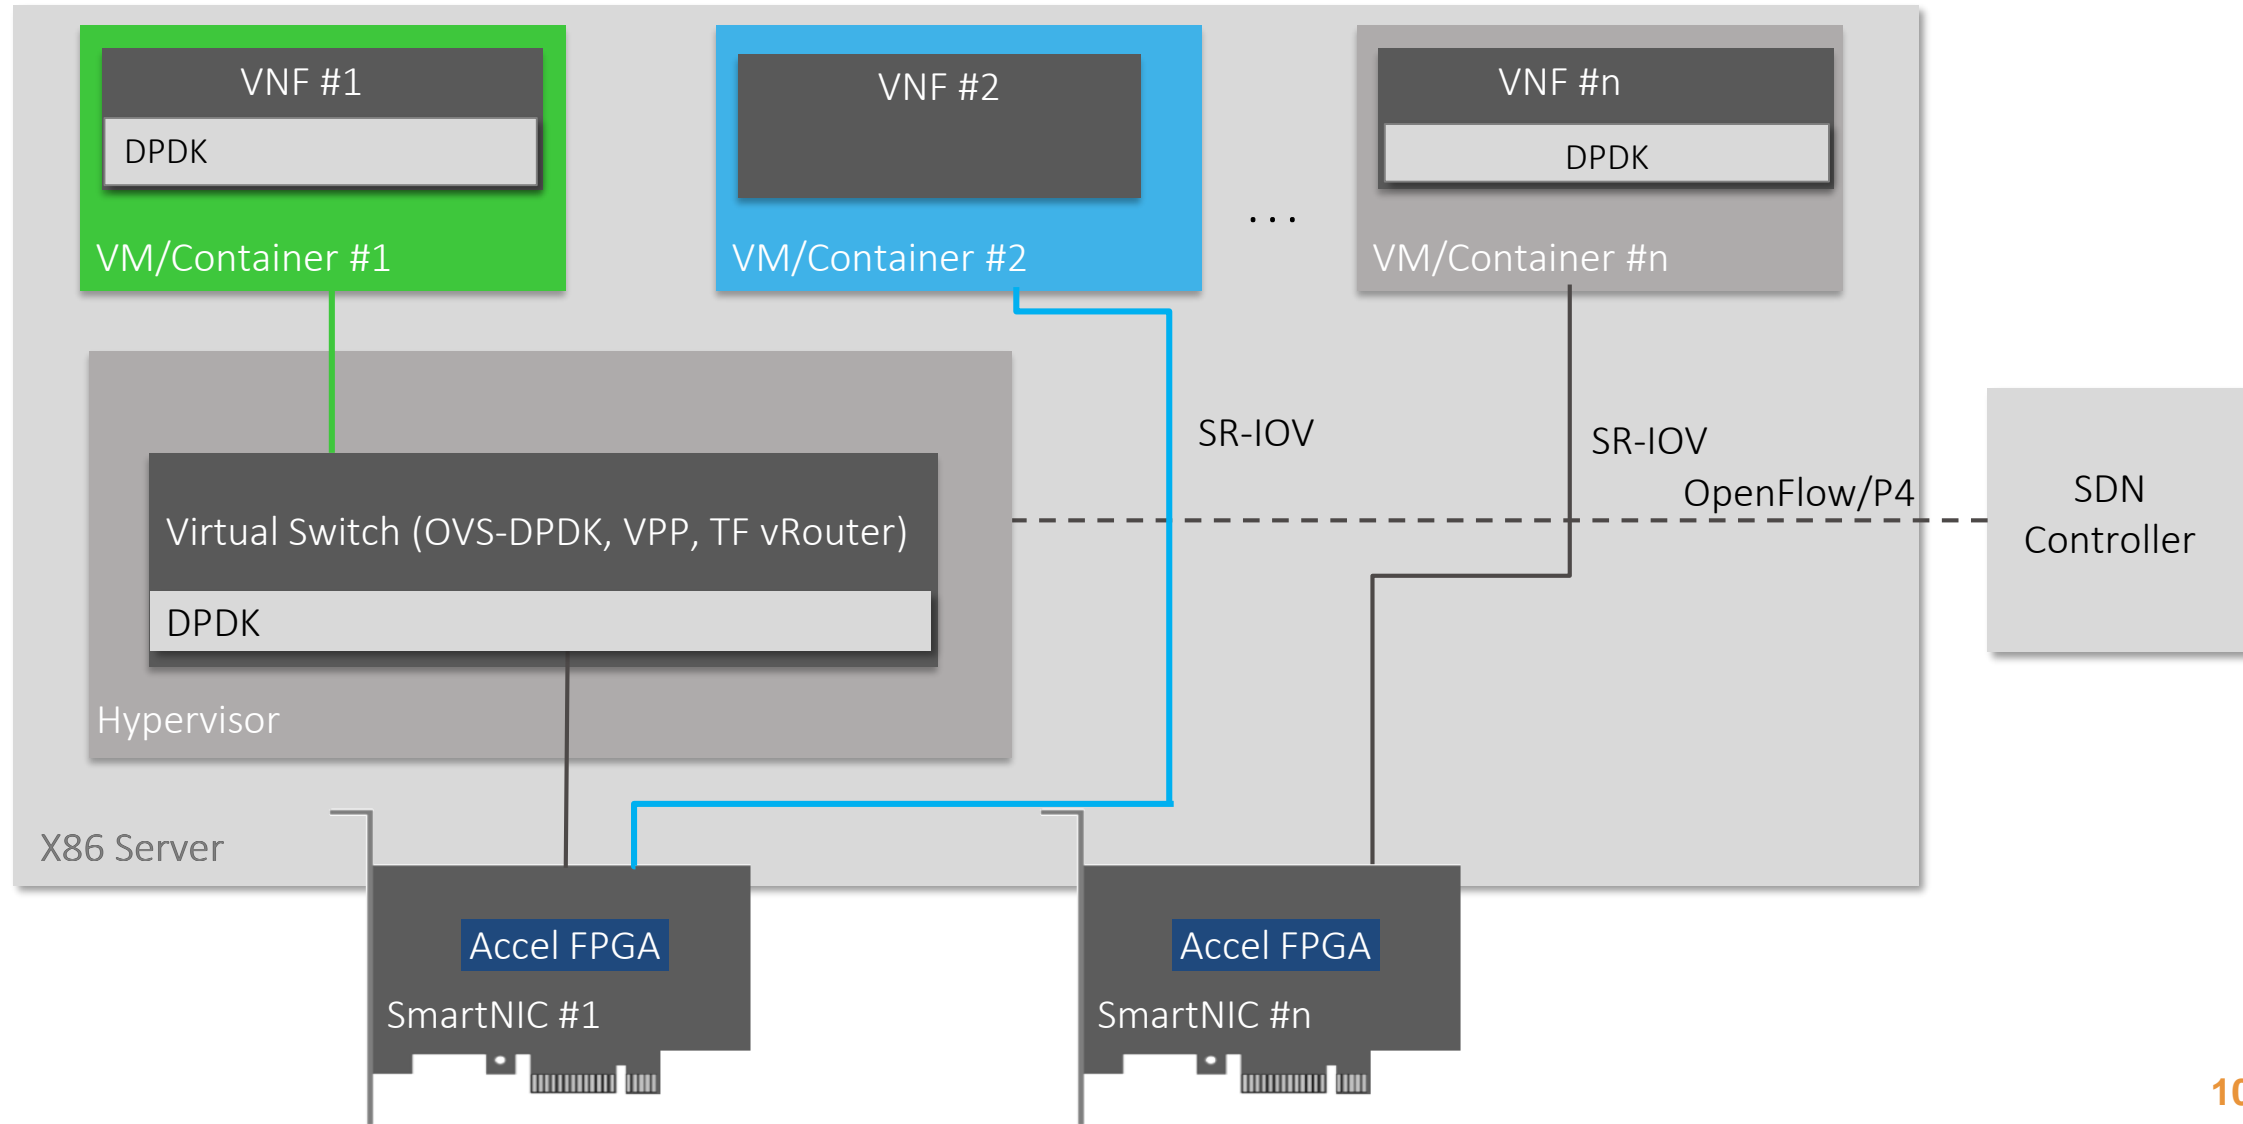 VNF #1
DPDK
VM/Container #1
VNF #2
VM/Container #2
...
VNF #n
DPDK
VM/Container #n
SR-IOV
SR-IOV
OpenFlow/P4
SDN
Controller
Virtual Switch (OVS-DPDK, VPP, TF vRouter)
DPDK
Hypervisor
X86 Server
Accel FPGA
SmartNIC #1
Accel FPGA
SmartNIC #n
10